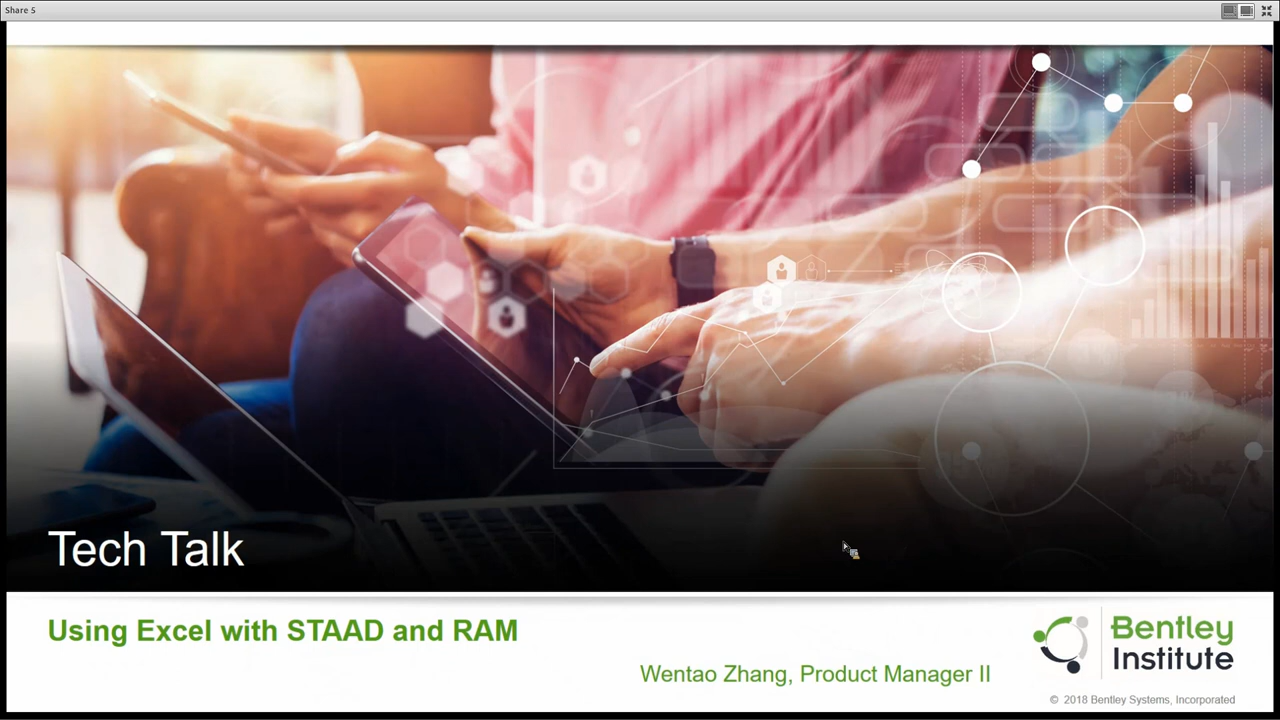 Share 5
Tech Talk
Using Excel with STAAD and RAM
Wentao Zhang, Product Manager II
Bentley
Institute
© 2018 Bentley Systems, Incorporated